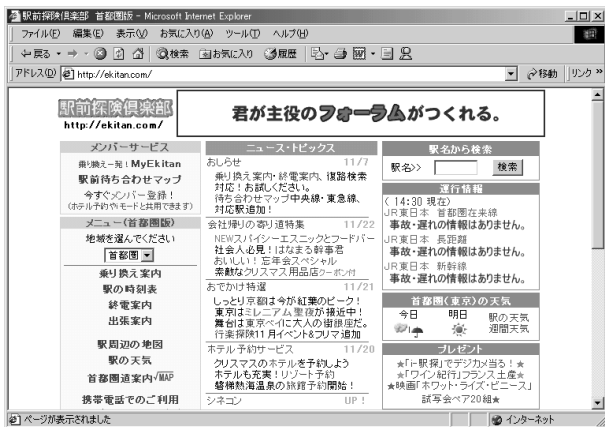 駅前探険倶楽部 首都圏版 - Microsoft Internet Explorer
ファイル(F) 編集(E) 表示(V) お気に入り(A) ツール(T) ヘルプ(H)
戻る 検索 お気に入り 履歴
アドレス(D) http://ekitan.com/ 移動 リンク »
駅前探険倶楽部
http://ekitan.com/
君が主役のフォーラムがつくれる。
メンバーサービス
乗り換え一発!MyEkitan
駅前待ち合わせマップ
今すぐメンバー登録!
(ホテル予約やiモードと共用できます)
メニュー(首都圏版)
地域を選んでください
首都圏
乗り換え案内
駅の時刻表
終電案内
出張案内
駅周辺の地図
駅の天気
首都圏道案内√MAP
携帯電話でのご利用
ニュース・トピックス
おしらせ 11/7
乗り換え案内・終電案内、復路検索
対応!お試しください。
待ち合わせマップ中央線・東急線、
対応駅追加!
会社帰りの寄り道特集 11/22
NEWスパイシーエスニックとフードバー
社会人必見!はなまる幹事君
おいしい!忘年会スペシャル
素敵なクリスマス用品店クーポン付
おでかけ特選 11/21
しっとり京都は今が紅葉のピーク!
東京はミレニアム聖夜が接近中!
舞台は東京ベイに大人の街銀座だ。
行楽探険11月イベント&フリマ追加
ホテル予約サービス 11/20
クリスマスのホテルを予約しよう
ホテルも充実!リゾート予約
磐梯熱海温泉の旅館予約開始!
シネコン UP!
駅名から検索
駅名>> 検索
運行情報
(14:30 現在)
JR東日本 首都圏在来線
事故・遅れの情報はありません。
JR東日本 長距離
事故・遅れの情報はありません。
JR東日本 新幹線
事故・遅れの情報はありません。
首都圏(東京)の天気
今日 明日 駅の天気
週間天気
プレゼント
★「i-駅探」でデジカメ当る!★
★「ワイン紀行」フランス土産★
★映画「ホワット・ライズ・ビニース」
試写会ペア20組★
ページが表示されました インターネット